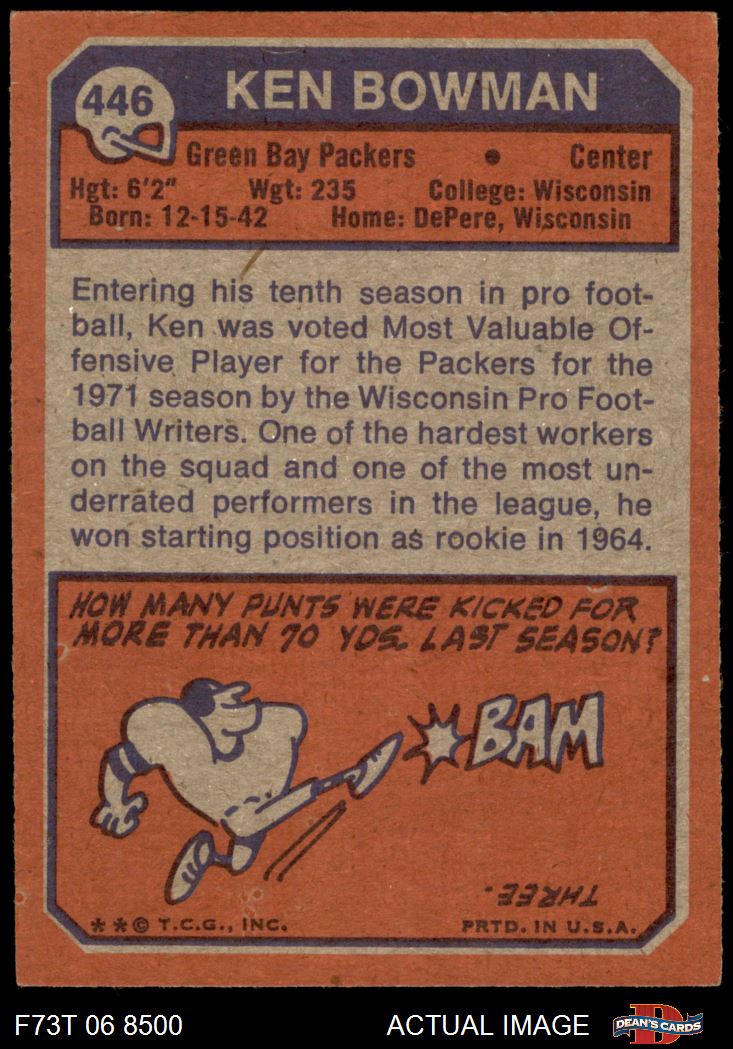 446
KEN BOWMAN
Green Bay Packers • Center
Hgt: 6'2" Wgt: 235 College: Wisconsin
Born: 12-15-42 Home: DePere, Wisconsin
Entering his tenth season in pro foot-
ball, Ken was voted Most Valuable Of-
fensive Player for the Packers for the
1971 season by the Wisconsin Pro Foot-
ball Writers. One of the hardest workers
on the squad and one of the most un-
derrated performers in the league, he
won starting position as rookie in 1964.
HOW MANY PUNTS WERE KICKED FOR
MORE THAN 70 YDS. LAST SEASON?
BAM
THREE.
**© T.C.G., INC. PRTD. IN U.S.A.
F73T 06 8500 ACTUAL IMAGE D DEAN'S CARDS